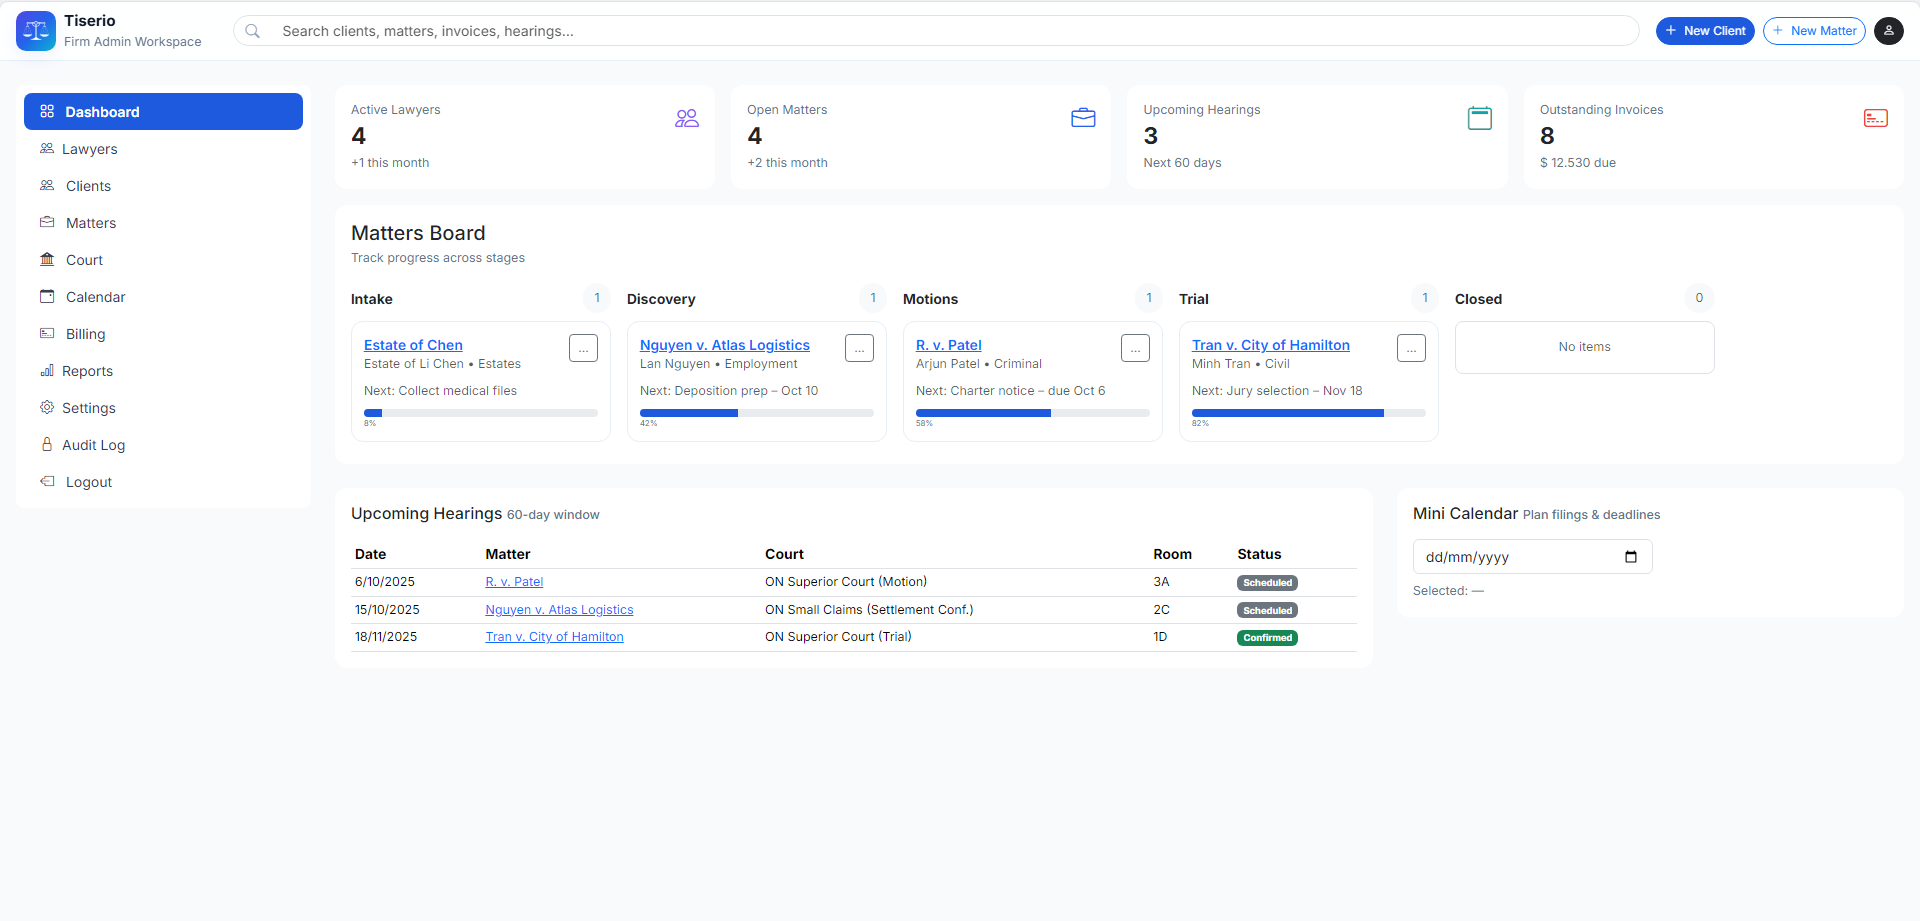 Tiserio
Firm Admin Workspace
Search clients, matters, invoices, hearings...
+ New Client
+ New Matter
Dashboard
Lawyers
Clients
Matters
Court
Calendar
Billing
Reports
Settings
Audit Log
Logout
Active Lawyers
4
+1 this month
Open Matters
4
+2 this month
Upcoming Hearings
3
Next 60 days
Outstanding Invoices
8
$ 12.530 due
Matters Board
Track progress across stages
Intake 1
Estate of Chen ...
Estate of Li Chen • Estates
Next: Collect medical files
8%
Discovery 1
Nguyen v. Atlas Logistics ...
Lan Nguyen • Employment
Next: Deposition prep – Oct 10
42%
Motions 1
R. v. Patel ...
Arjun Patel • Criminal
Next: Charter notice – due Oct 6
58%
Trial 1
Tran v. City of Hamilton ...
Minh Tran • Civil
Next: Jury selection – Nov 18
82%
Closed 0
No items
Upcoming Hearings 60-day window
Date Matter Court Room Status
6/10/2025 R. v. Patel ON Superior Court (Motion) 3A Scheduled
15/10/2025 Nguyen v. Atlas Logistics ON Small Claims (Settlement Conf.) 2C Scheduled
18/11/2025 Tran v. City of Hamilton ON Superior Court (Trial) 1D Confirmed
Mini Calendar Plan filings & deadlines
dd/mm/yyyy
Selected: —